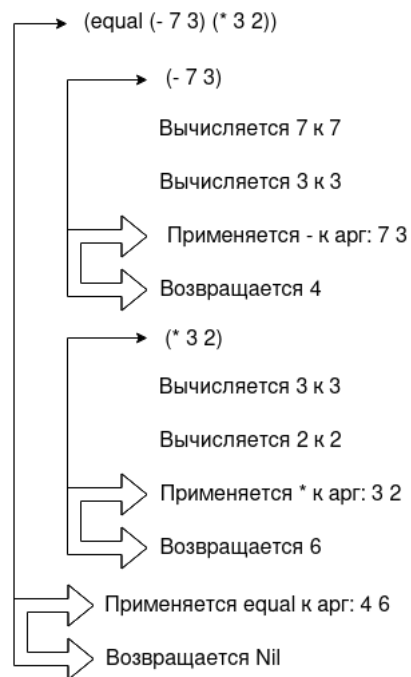 (equal (- 7 3) (* 3 2))
(- 7 3)
Вычисляется 7 к 7
Вычисляется 3 к 3
Применяется - к арг: 7 3
Возвращается 4
(* 3 2)
Вычисляется 3 к 3
Вычисляется 2 к 2
Применяется * к арг: 3 2
Возвращается 6
Применяется equal к арг: 4 6
Возвращается Nil